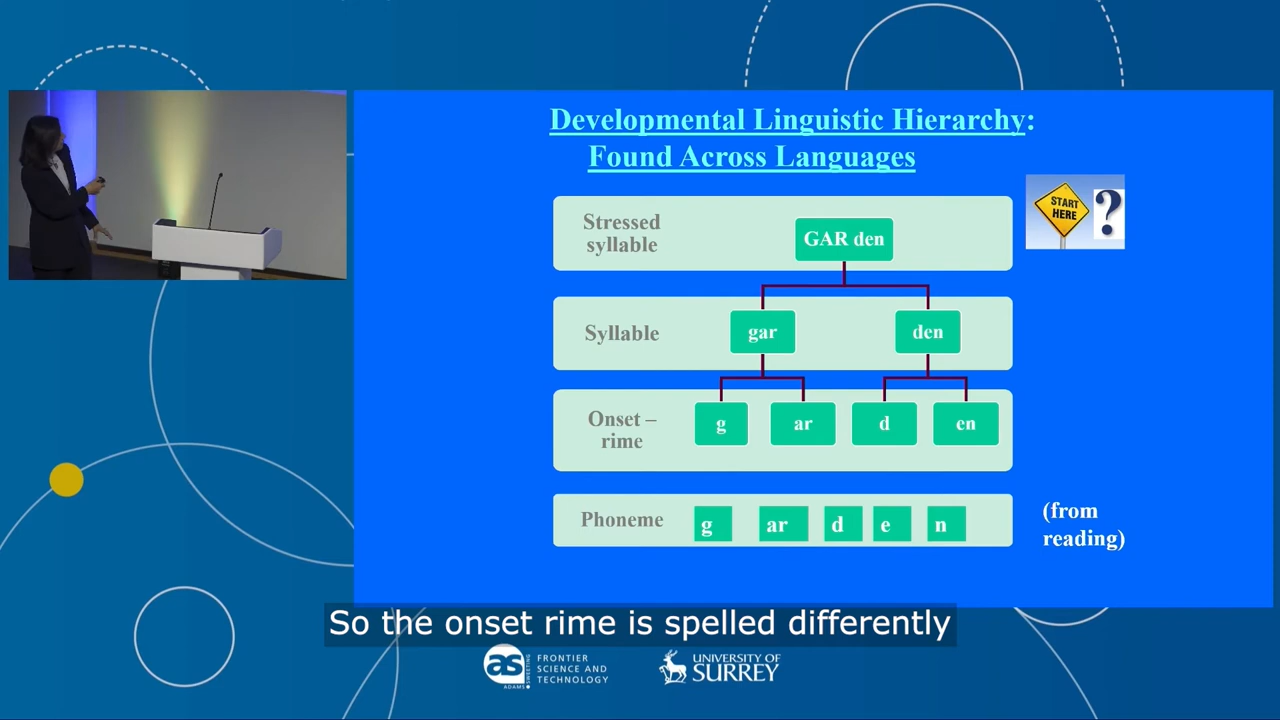 Developmental Linguistic Hierarchy:
Found Across Languages
START
HERE
?
Stressed
syllable
GAR den
Syllable
gar
den
Onset –
rime
g
ar
d
en
Phoneme
g
ar
d
e
n
(from
reading)
So the onset rime is spelled differently
as
ADAMS
SWEETING
FRONTIER
SCIENCE AND
TECHNOLOGY
UNIVERSITY OF
SURREY